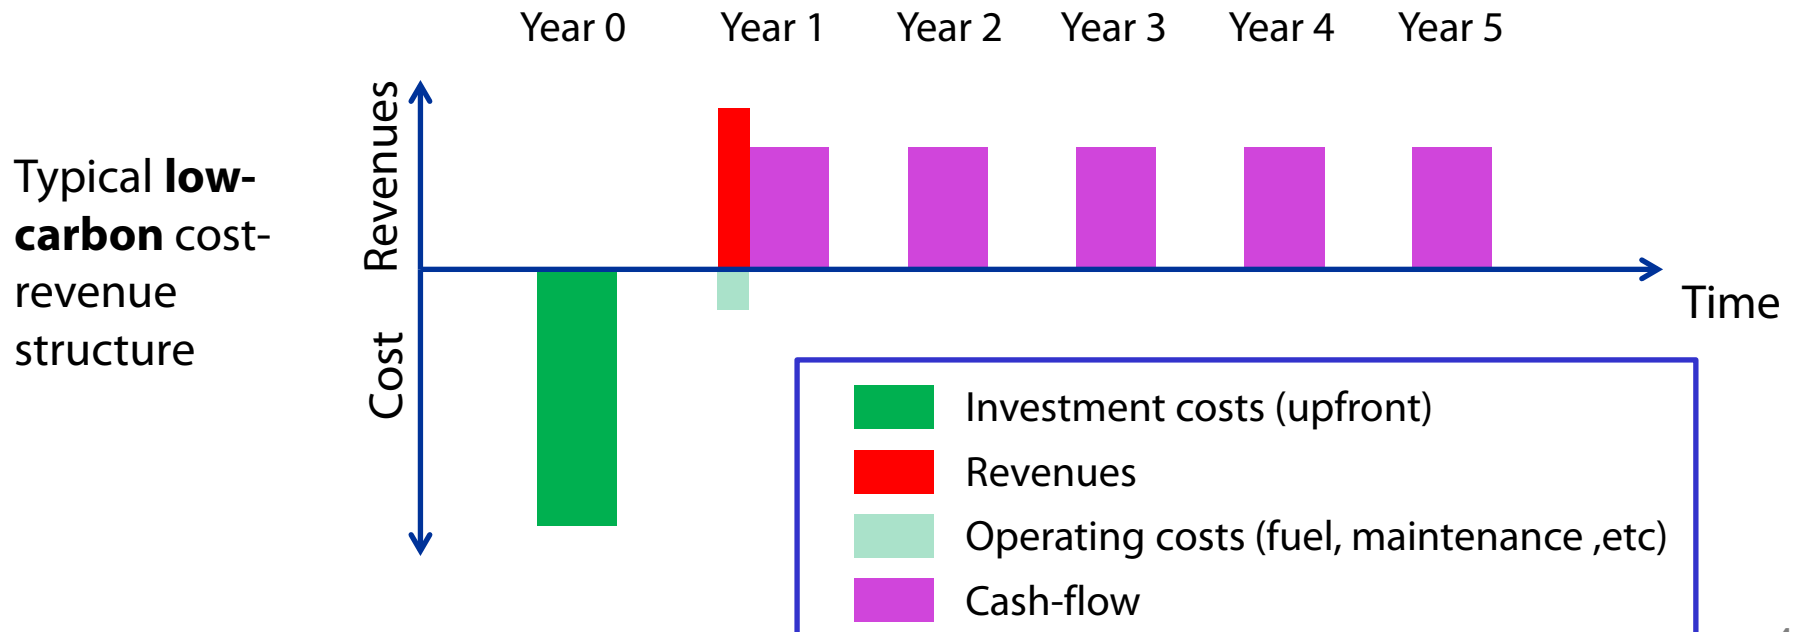 Year 0 Year 1 Year 2 Year 3 Year 4 Year 5
Revenues
Cost
Typical low-
carbon cost-
revenue
structure
Time
Investment costs (upfront)
Revenues
Operating costs (fuel, maintenance ,etc)
Cash-flow